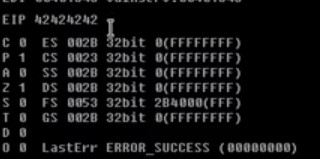 EIP 42424242
C 0 ES 002B 32bit 0(FFFFFFFF)
P 1 CS 0023 32bit 0(FFFFFFFF)
A 0 SS 002B 32bit 0(FFFFFFFF)
Z 1 DS 002B 32bit 0(FFFFFFFF)
S 0 FS 0053 32bit 2B4000(FFF)
T 0 GS 002B 32bit 0(FFFFFFFF)
D 0
O 0 LastErr ERROR_SUCCESS (00000000)